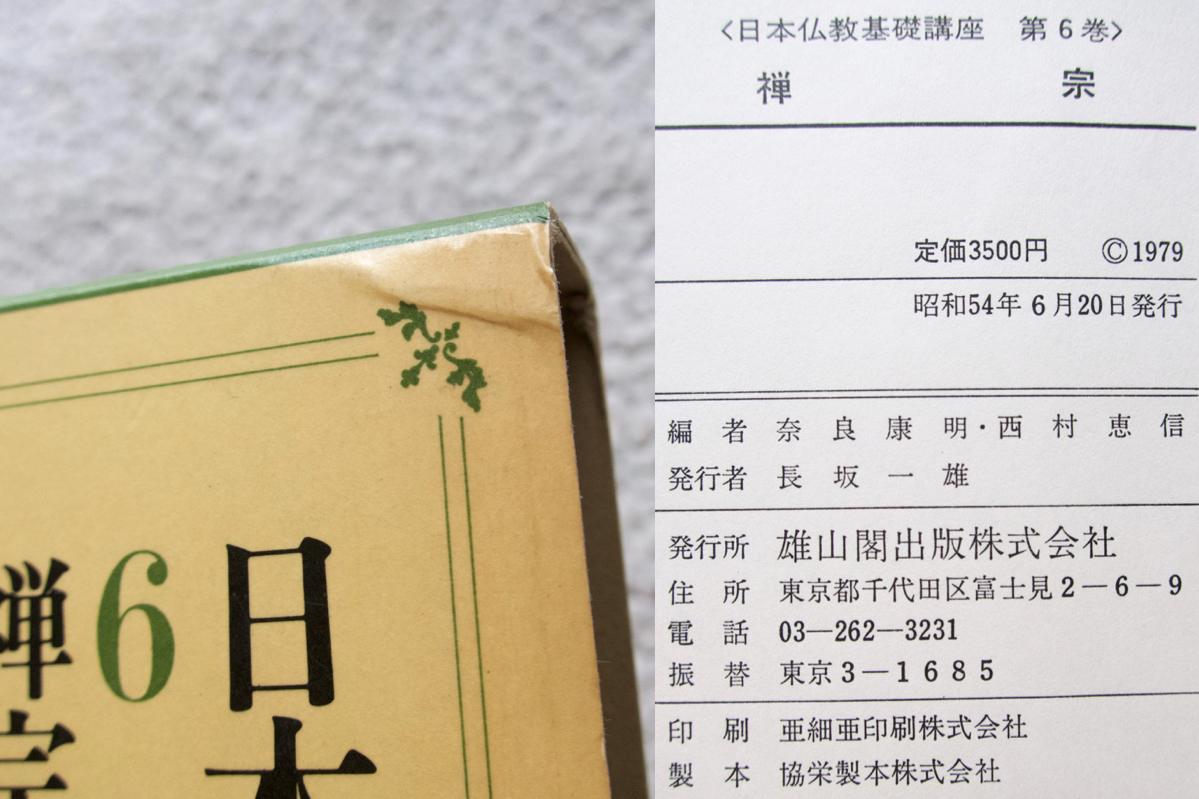 日本
6
禅宗
<日本仏教基礎講座　第6巻>
禅　宗
定価3500円　©1979
昭和54年6月20日発行
編者　奈良康明・西村恵信
発行者　長坂一雄
発行所　雄山閣出版株式会社
住所　東京都千代田区富士見2－6－9
電話　03—262—3231
振替　東京3－1685
印刷　亜細亜印刷株式会社
製本　協栄製本株式会社